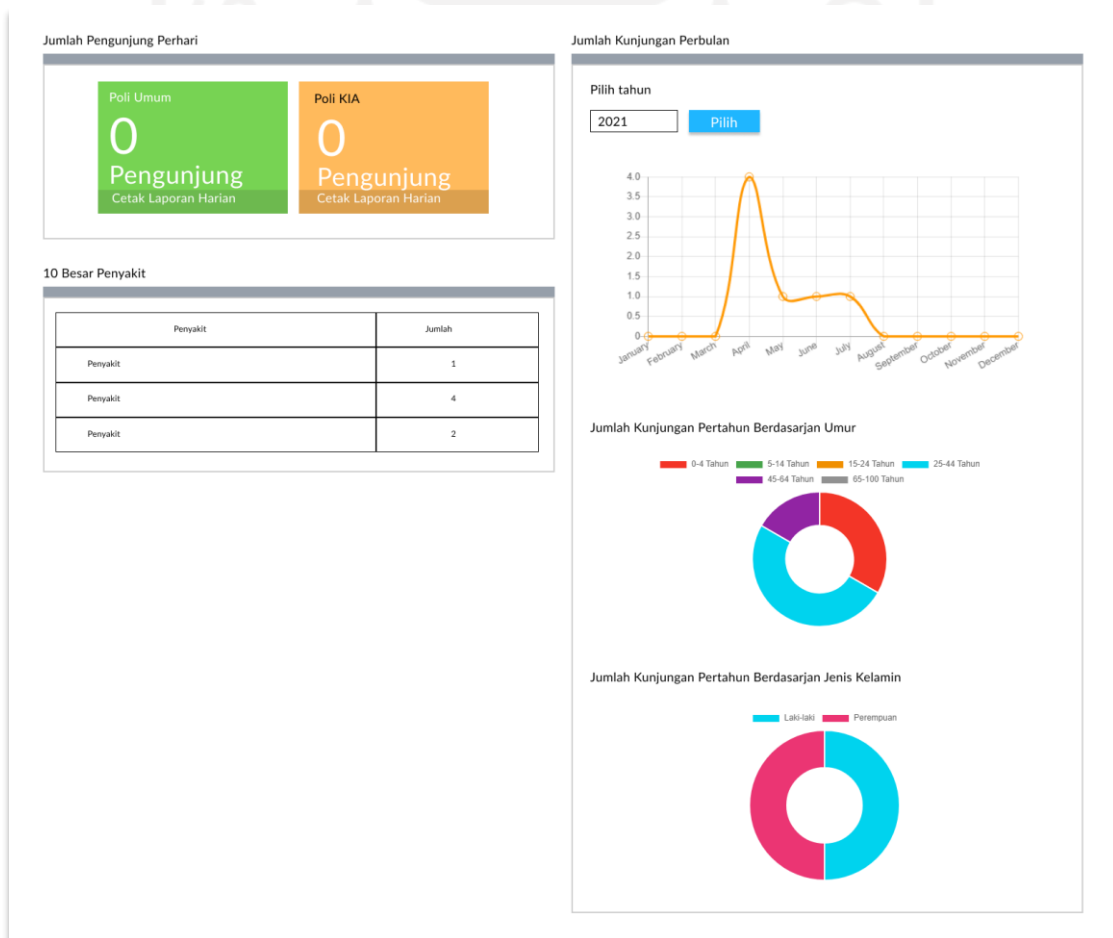 Jumlah Pengunjung Perhari
Poli Umum
0
Pengunjung
Cetak Laporan Harian
Poli KIA
0
Pengunjung
Cetak Laporan Harian
10 Besar Penyakit
Penyakit Jumlah
Penyakit 1
Penyakit 4
Penyakit 2
Jumlah Kunjungan Perbulan
Pilih tahun
2021 Pilih
4.0
3.5
3.0
2.5
2.0
1.5
1.0
0.5
0
January February March April May June July August September October November December
Jumlah Kunjungan Pertahun Berdasarjan Umur
0-4 Tahun 5-14 Tahun 15-24 Tahun 25-44 Tahun
45-64 Tahun 65-100 Tahun
Jumlah Kunjungan Pertahun Berdasarjan Jenis Kelamin
Laki-laki Perempuan